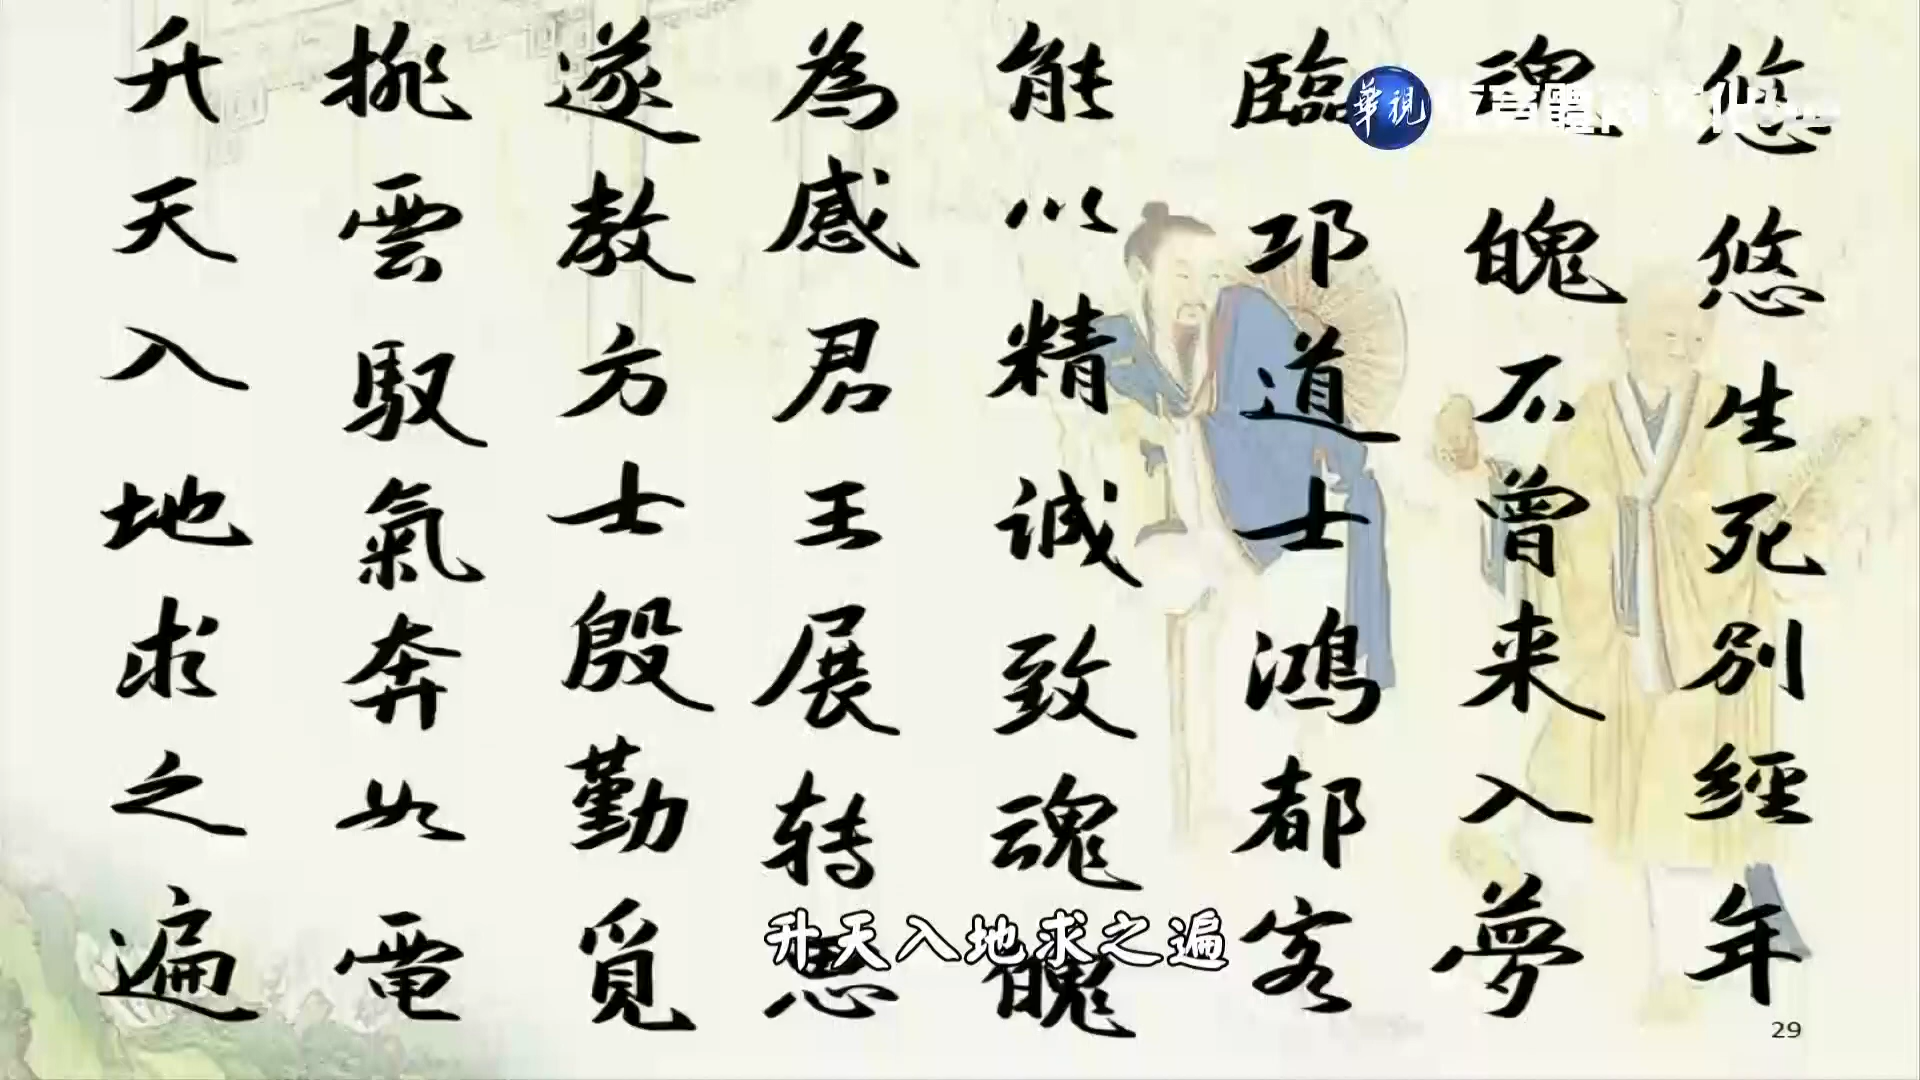 悠悠生死別經年
魂魄不曾来入夢
臨邛道士鴻都客
能以精誠致魂魄
為感君王展转思
遂教方士殷勤覓
排雲馭氣奔如電
升天入地求之遍
華視
升天入地求之遍
29